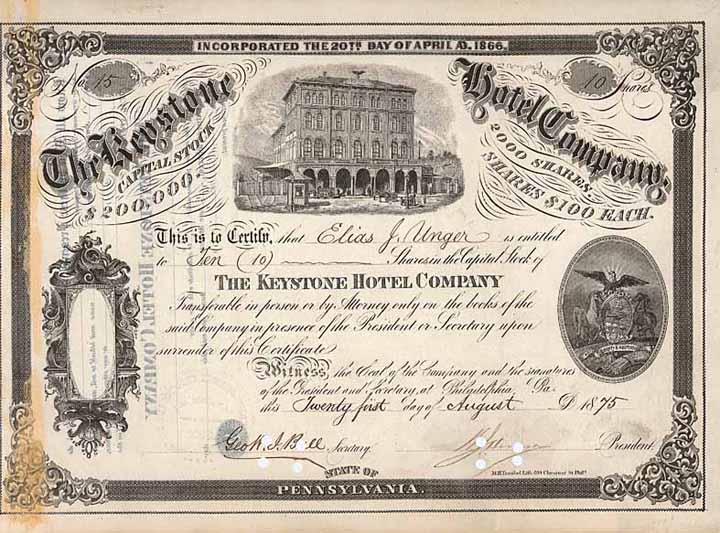 INCORPORATED THE 20TH DAY OF APRIL AD. 1866.
No. 15
10 Shares
The Keystone Hotel Company;
CAPITAL STOCK
$200,000.
2000 SHARES,
SHARES $100 EACH.
This is to Certify, that Elias J. Unger is entitled
to Ten (10) Shares in the Capital Stock of
THE KEYSTONE HOTEL COMPANY
Transferable in person or by Attorney only on the books of the
said Company in presence of the President or Secretary upon
surrender of this Certificate
Witness, the Seal of the Company and the signatures
of the President and Secretary, at Philadelphia, Pa.
this Twenty first day of August AD 1875
Secretary.
President.
STATE OF
PENNSYLVANIA.